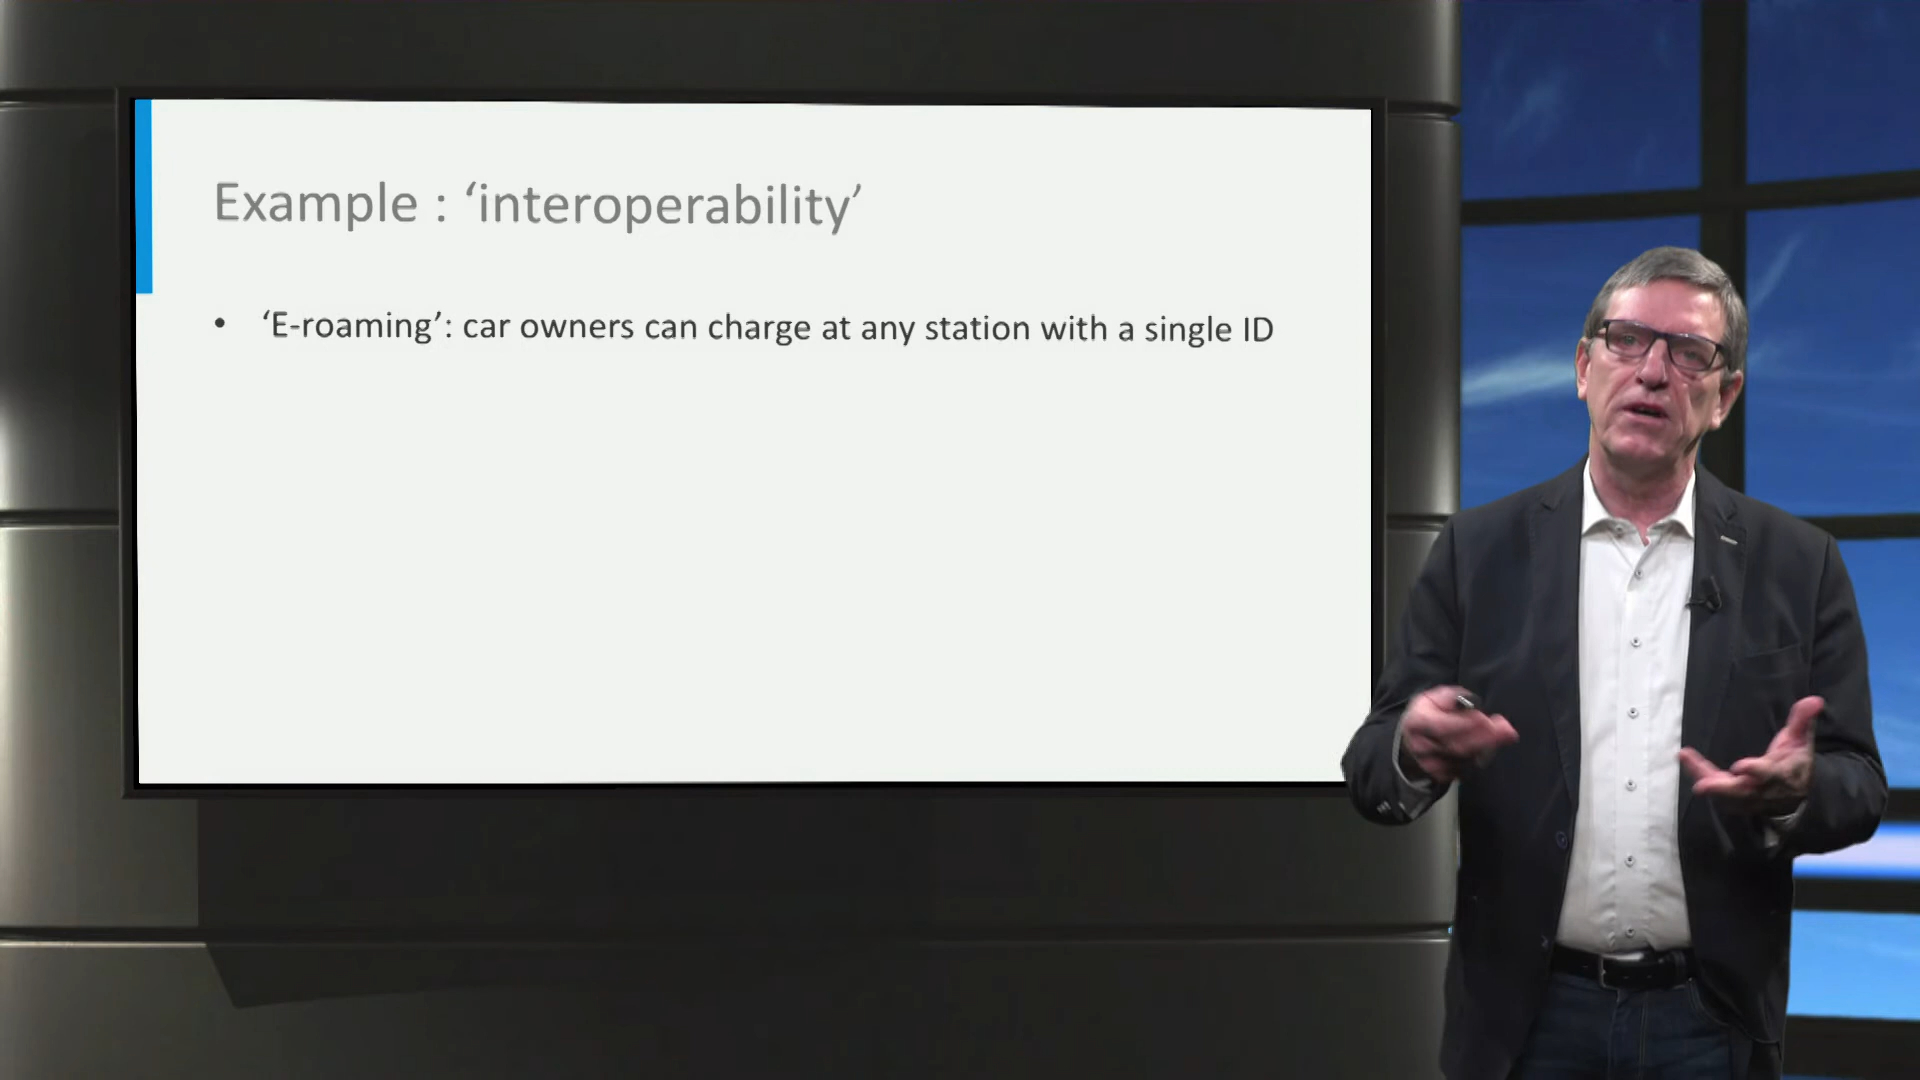 Example : ‘interoperability’
• ‘E-roaming’: car owners can charge at any station with a single ID